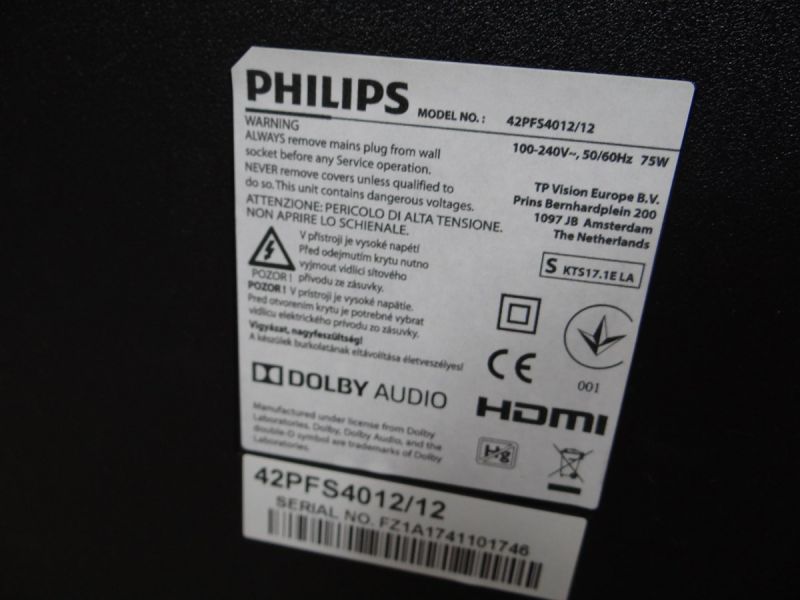 PHILIPS MODEL NO.: 42PFS4012/12
100-240V~, 50/60Hz 75W
WARNING
ALWAYS remove mains plug from wall
socket before any Service operation.
NEVER remove covers unless qualified to
do so. This unit contains dangerous voltages.
ATTENZIONE: PERICOLO DI ALTA TENSIONE.
NON APRIRE LO SCHIENALE.
V přístroji je vysoké napětí
Před odejmutím krytu nutno
vyjmout vidlici síťového
POZOR! přívodu ze zásuvky.
POZOR! V prístroji je vysoké napätie.
Pred otvorením krytu je potrebné vybrat
vidlicu elektrického prívodu zo zásuvky.
Vigyázat, nagyfeszültség!
A készülek burkolatának eltávolítása életveszélyes!
TP Vision Europe B.V.
Prins Bernhardplein 200
1097 JB Amsterdam
The Netherlands
S KTS17.1E LA
CE
001
DOLBY AUDIO
HDMI
Manufactured under license from Dolby
Laboratories. Dolby, Dolby Audio, and the
double-D symbol are trademarks of Dolby
Laboratories.
Hg
42PFS4012/12
SERIAL NO. FZ1A1741101746